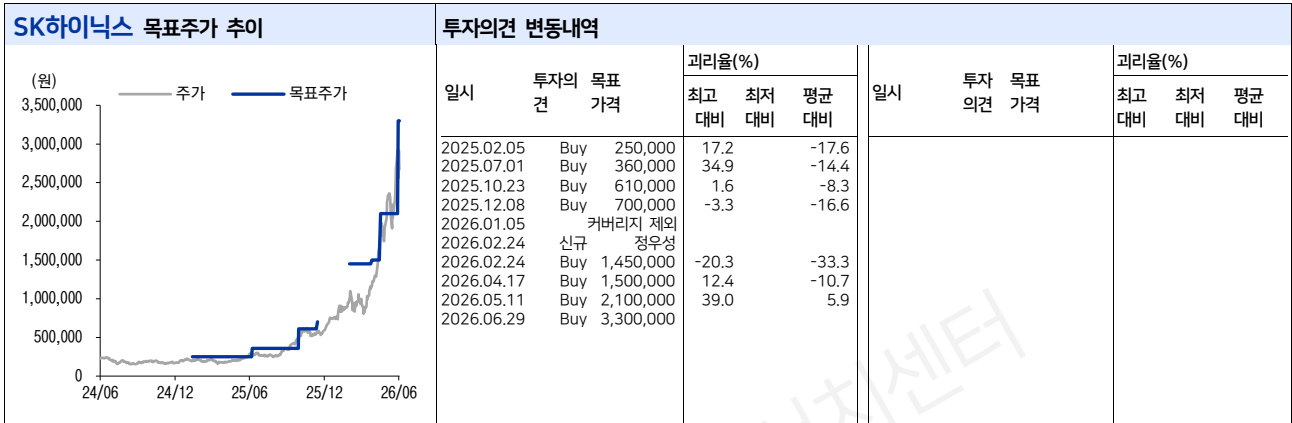 SK하이닉스 목표주가 추이
(원)
주가
목표주가
3,500,000
3,000,000
2,500,000
2,000,000
1,500,000
1,000,000
500,000
0
24/06 24/12 25/06 25/12 26/06
투자의견 변동내역
괴리율(%)
일시 투자의견 목표가격 최고대비 최저대비 평균대비
2025.02.05 Buy 250,000 17.2 -17.6
2025.07.01 Buy 360,000 34.9 -14.4
2025.10.23 Buy 610,000 1.6 -8.3
2025.12.08 Buy 700,000 -3.3 -16.6
2026.01.05 커버리지 제외
2026.02.24 신규 정우성
2026.02.24 Buy 1,450,000 -20.3 -33.3
2026.04.17 Buy 1,500,000 12.4 -10.7
2026.05.11 Buy 2,100,000 39.0 5.9
2026.06.29 Buy 3,300,000
괴리율(%)
일시 투자의견 목표가격 최고대비 최저대비 평균대비
치센터